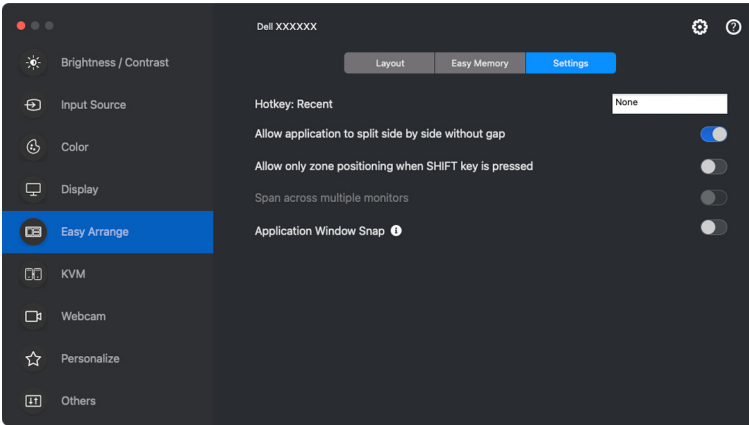 Dell XXXXXX
Brightness / Contrast
Input Source
Color
Display
Easy Arrange
KVM
Webcam
Personalize
Others
Layout
Easy Memory
Settings
Hotkey: Recent
None
Allow application to split side by side without gap
Allow only zone positioning when SHIFT key is pressed
Span across multiple monitors
Application Window Snap